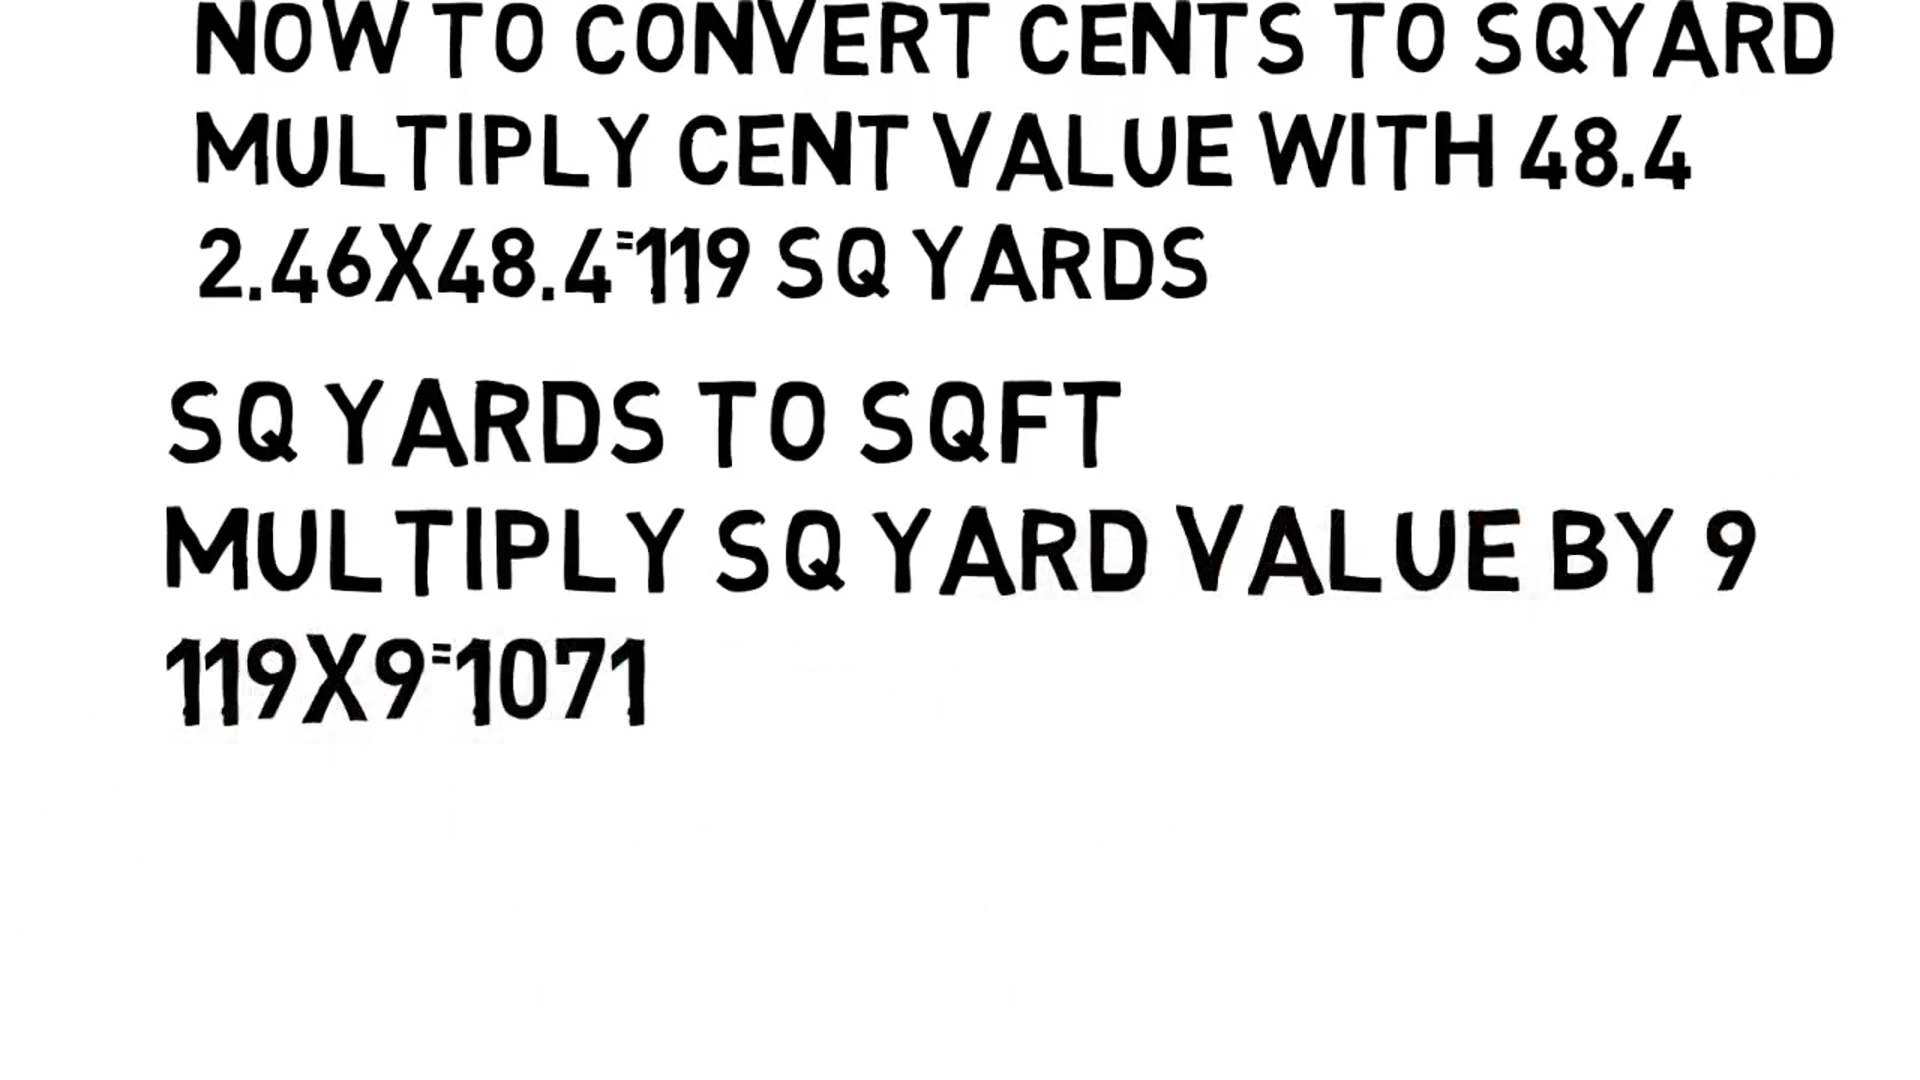 NOW TO CONVERT CENTS TO SQYARD
MULTIPLY CENT VALUE WITH 48.4
2.46X48.4=119 SQ YARDS
SQ YARDS TO SQFT
MULTIPLY SQ YARD VALUE BY 9
119X9=1071